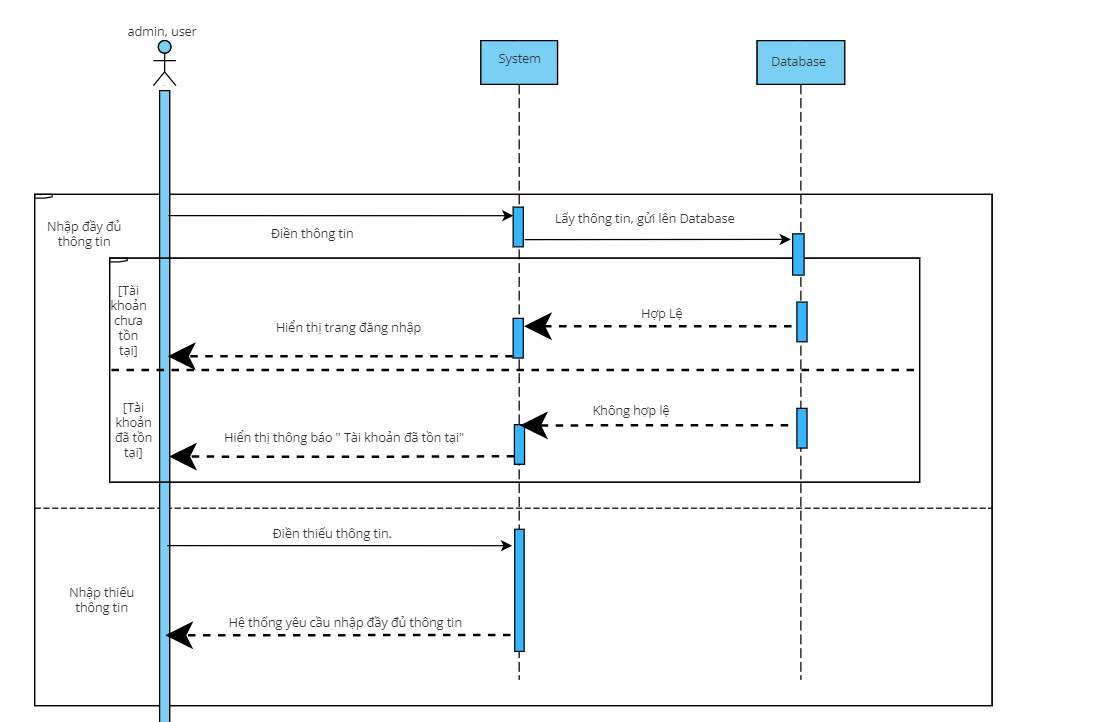 admin, user
System
Database
Nhập đầy đủ
thông tin
Điền thông tin
Lấy thông tin, gửi lên Database
[Tài
khoản
chưa
tồn
tại]
Hợp Lệ
Hiển thị trang đăng nhập
[Tài
khoản
đã tồn
tại]
Không hợp lệ
Hiển thị thông báo " Tài khoản đã tồn tại"
Điền thiếu thông tin.
Nhập thiếu
thông tin
Hệ thống yêu cầu nhập đầy đủ thông tin